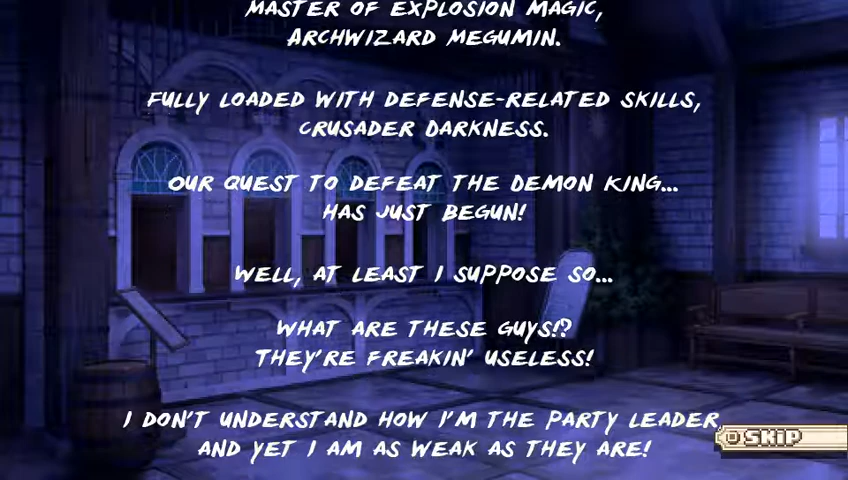 MASTER OF EXPLOSION MAGIC,
ARCHWIZARD MEGUMIN.
FULLY LOADED WITH DEFENSE-RELATED SKILLS,
CRUSADER DARKNESS.
OUR QUEST TO DEFEAT THE DEMON KING...
HAS JUST BEGUN!
WELL, AT LEAST I SUPPOSE SO...
WHAT ARE THESE GUYS!?
THEY'RE FREAKIN' USELESS!
I DON'T UNDERSTAND HOW I'M THE PARTY LEADER
AND YET I AM AS WEAK AS THEY ARE!
SKIP